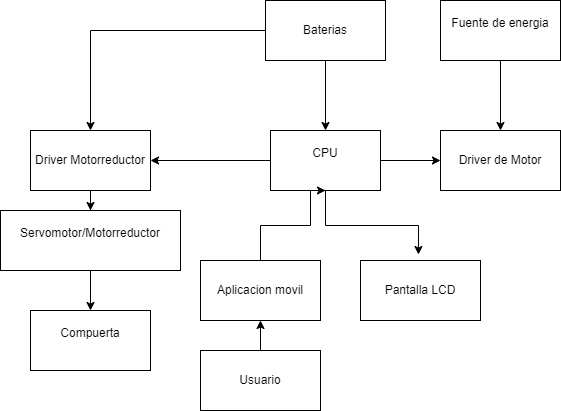 Baterias
Fuente de energia
Driver Motorreductor
CPU
Driver de Motor
Servomotor/Motorreductor
Aplicacion movil
Pantalla LCD
Compuerta
Usuario